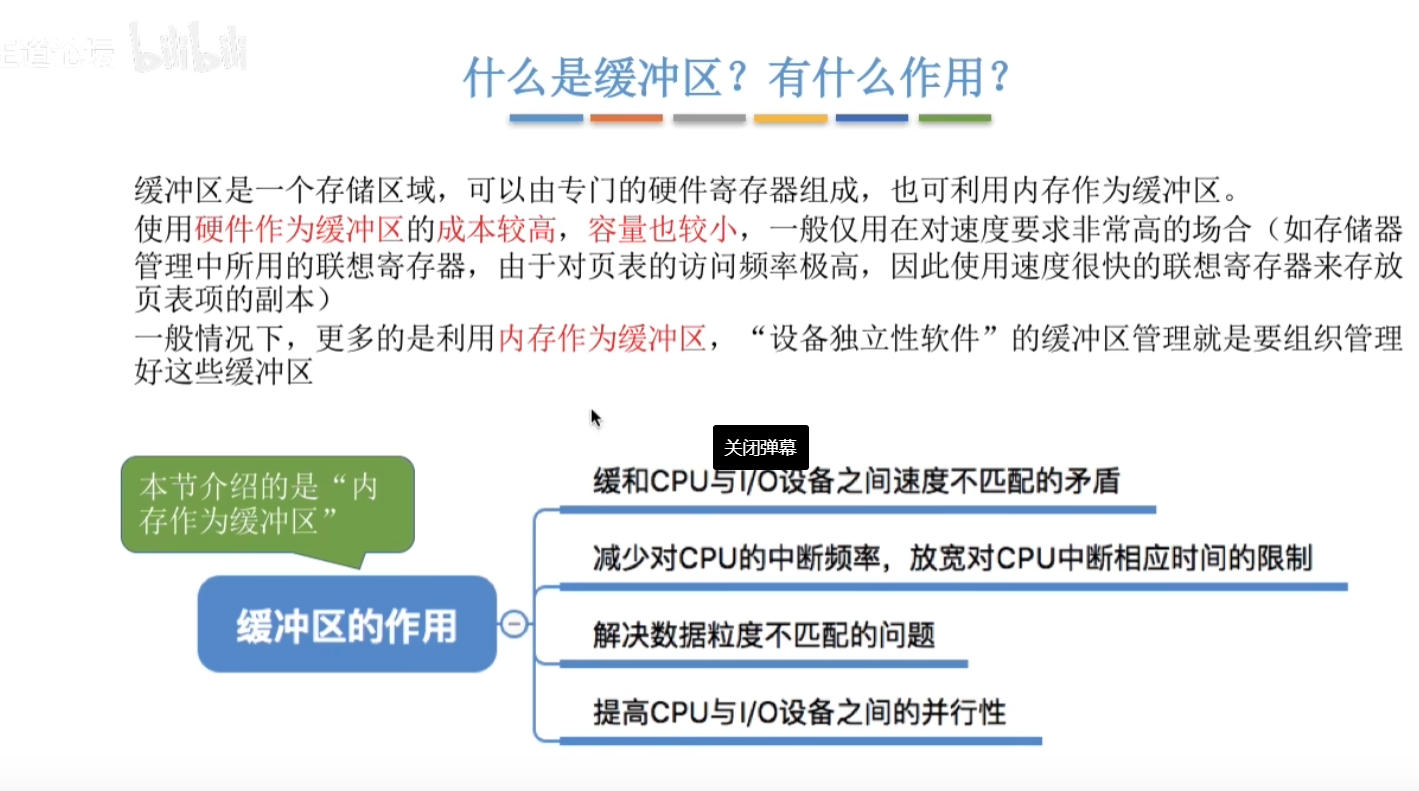 王道论坛 bilibili
什么是缓冲区？有什么作用？
缓冲区是一个存储区域，可以由专门的硬件寄存器组成，也可利用内存作为缓冲区。
使用硬件作为缓冲区的成本较高，容量也较小，一般仅用在对速度要求非常高的场合（如存储器
管理中所用的联想寄存器，由于对页表的访问频率极高，因此使用速度很快的联想寄存器来存放
页表项的副本）
一般情况下，更多的是利用内存作为缓冲区，“设备独立性软件”的缓冲区管理就是要组织管理
好这些缓冲区
关闭弹幕
本节介绍的是“内
存作为缓冲区”
缓和CPU与I/O设备之间速度不匹配的矛盾
减少对CPU的中断频率，放宽对CPU中断相应时间的限制
缓冲区的作用
解决数据粒度不匹配的问题
提高CPU与I/O设备之间的并行性